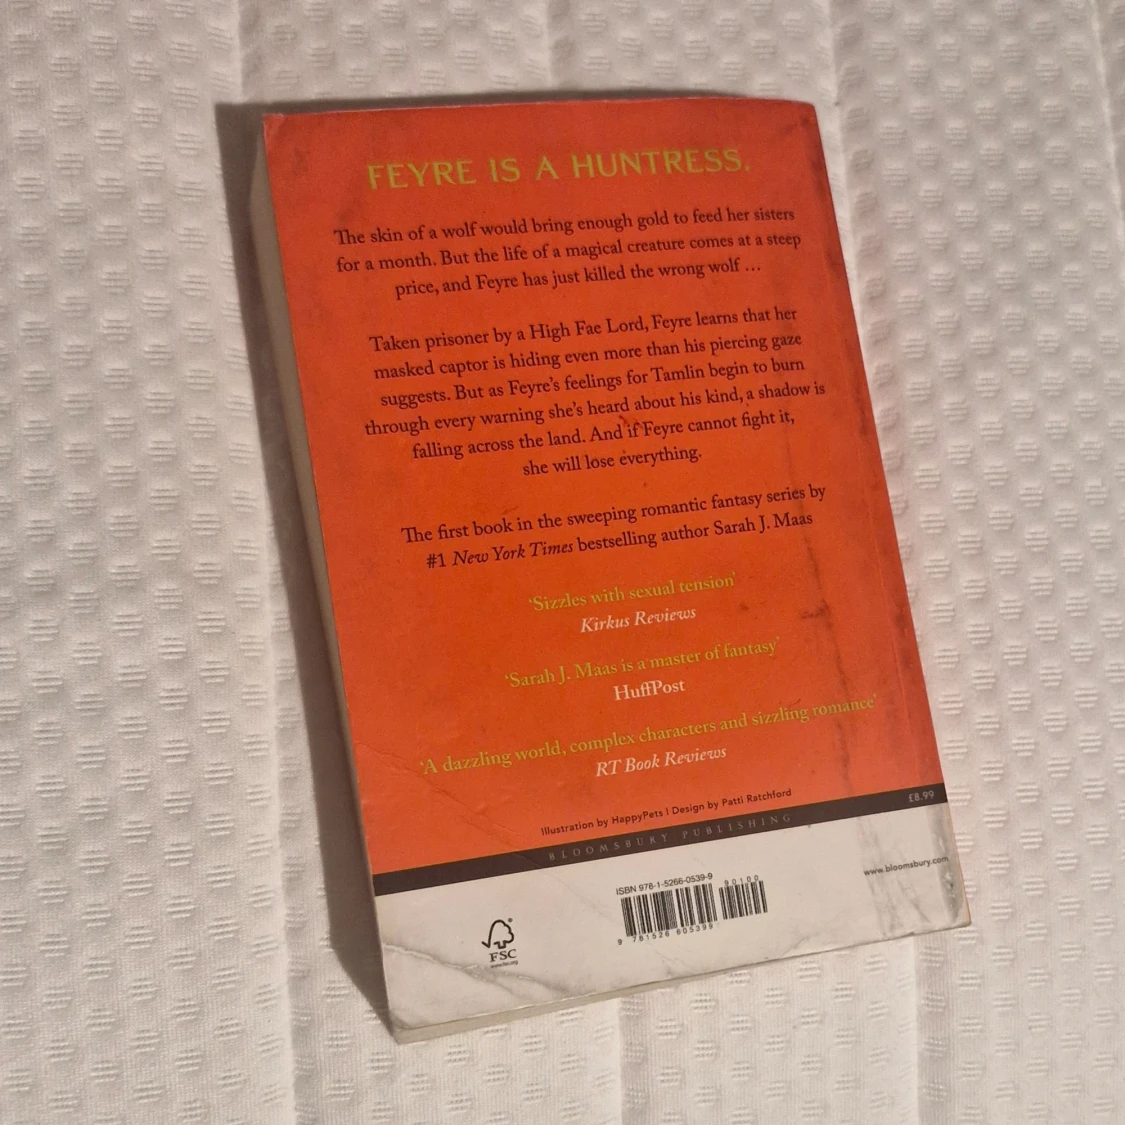 FEYRE IS A HUNTRESS.
The skin of a wolf would bring enough gold to feed her sisters
for a month. But the life of a magical creature comes at a steep
price, and Feyre has just killed the wrong wolf ...
Taken prisoner by a High Fae Lord, Feyre learns that her
masked captor is hiding even more than his piercing gaze
suggests. But as Feyre's feelings for Tamlin begin to burn
through every warning she's heard about his kind, a shadow is
falling across the land. And if Feyre cannot fight it,
she will lose everything.
The first book in the sweeping romantic fantasy series by
#1 New York Times bestselling author Sarah J. Maas
'Sizzles with sexual tension'
Kirkus Reviews
'Sarah J. Maas is a master of fantasy'
HuffPost
'A dazzling world, complex characters and sizzling romance'
RT Book Reviews
Illustration by HappyPets | Design by Patti Ratchford
£8.99
BLOOMSBURY PUBLISHING
www.bloomsbury.com
ISBN 978-1-5266-0539-9
90100
9 781526 605399
FSC
www.fsc.org